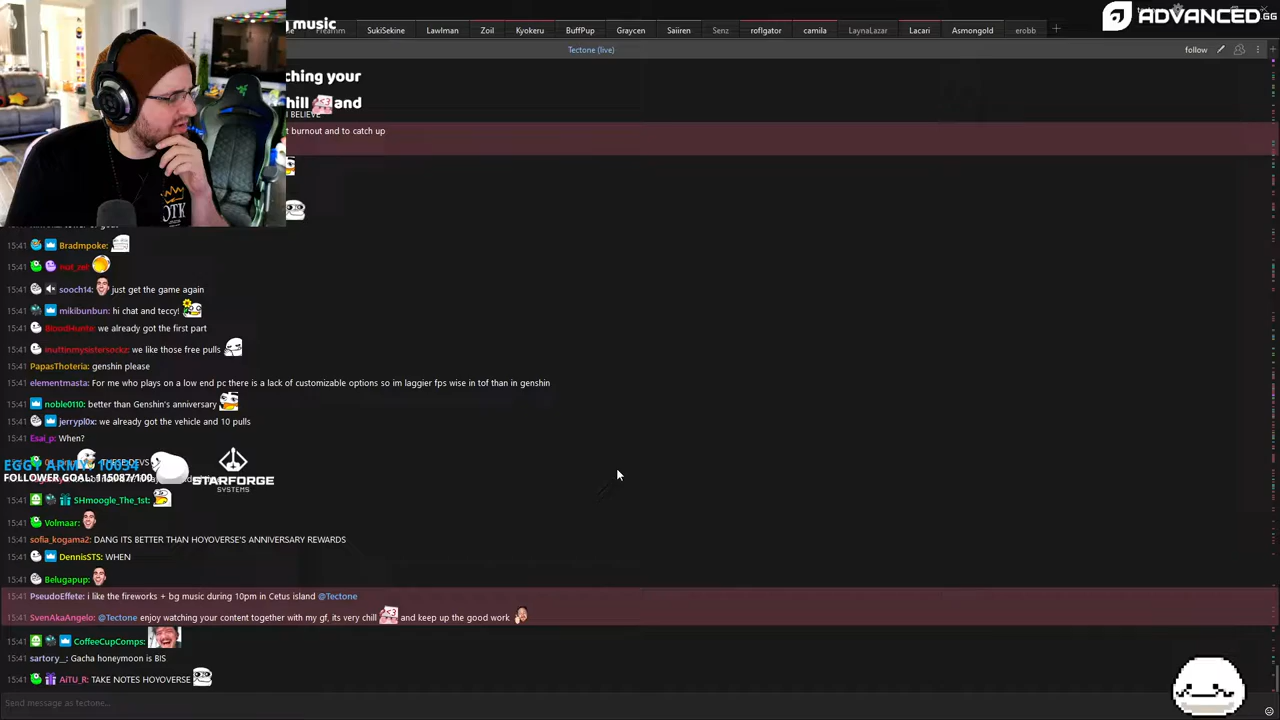 music
SukiSekine
Lawlman
Zoil
Kyokeru
BuffPup
Graycen
Saiiren
Senz
roflgator
camila
LaynaLazar
Lacari
Asmongold
erobb
ADVANCED.GG
Tectone (live)
follow
ching your
hill and
I BELIEVE
t burnout and to catch up
OTK
15:41 Bradmpoke:
15:41
15:41 sooch14: just get the game again
15:41 mikibunbun: hi chat and teccy!
15:41 we already got the first part
15:41 muffinmysistersockz: we like those free pulls
PapasThoteria: genshin please
15:41 elementmasta: For me who plays on a low end pc there is a lack of customizable options so im laggier fps wise in tof than in genshin
15:41 noble0110: better than Genshin's anniversary
15:41 jerrypl0x: we already got the vehicle and 10 pulls
15:41 Esai_p: When?
EGGY ARMY: 10034
THESE DEVS
FOLLOWER GOAL: 115087/100
STARFORGE
SYSTEMS
15:41 SHmoogle_The_1st:
15:41 Volmaar:
15:41 sofia_kogama2: DANG ITS BETTER THAN HOYOVERSE'S ANNIVERSARY REWARDS
15:41 DennisSTS: WHEN
15:41 Belugapup:
15:41 PseudoEffete: i like the fireworks + bg music during 10pm in Cetus island @Tectone
15:41 SvenAkaAngelo: @Tectone enjoy watching your content together with my gf, its very chill and keep up the good work
15:41 CoffeeCupComps:
15:41 sartory__: Gacha honeymoon is BIS
15:41 AiTU_R: TAKE NOTES HOYOVERSE
Send message as tectone...